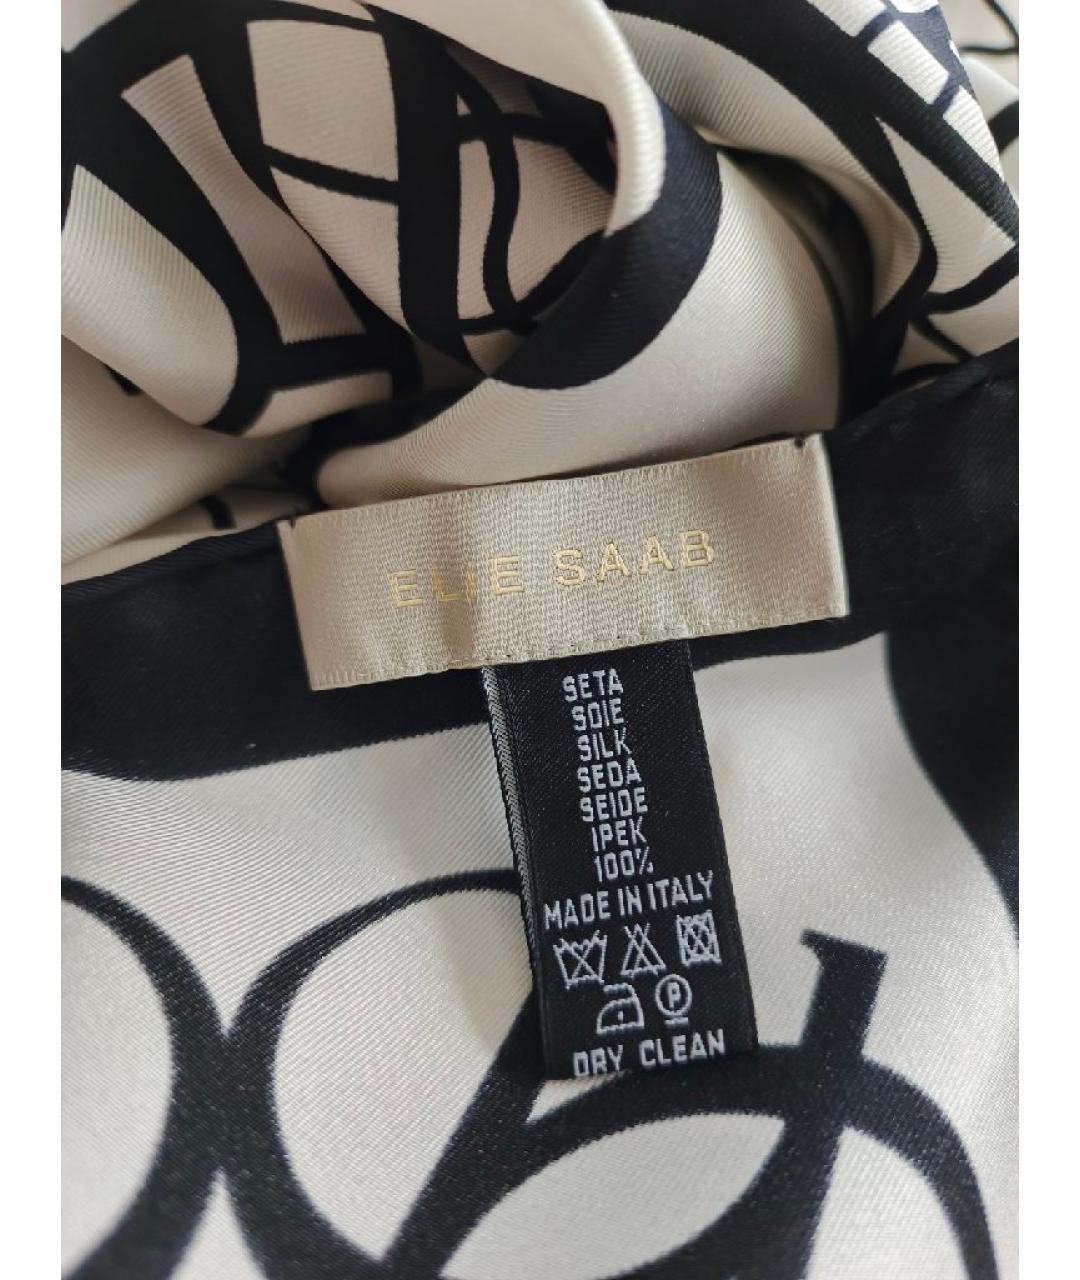 ELIE SAAB
SETA
SOIE
SILK
SEDA
SEIDE
IPEK
100%
MADE IN ITALY
P
DRY CLEAN